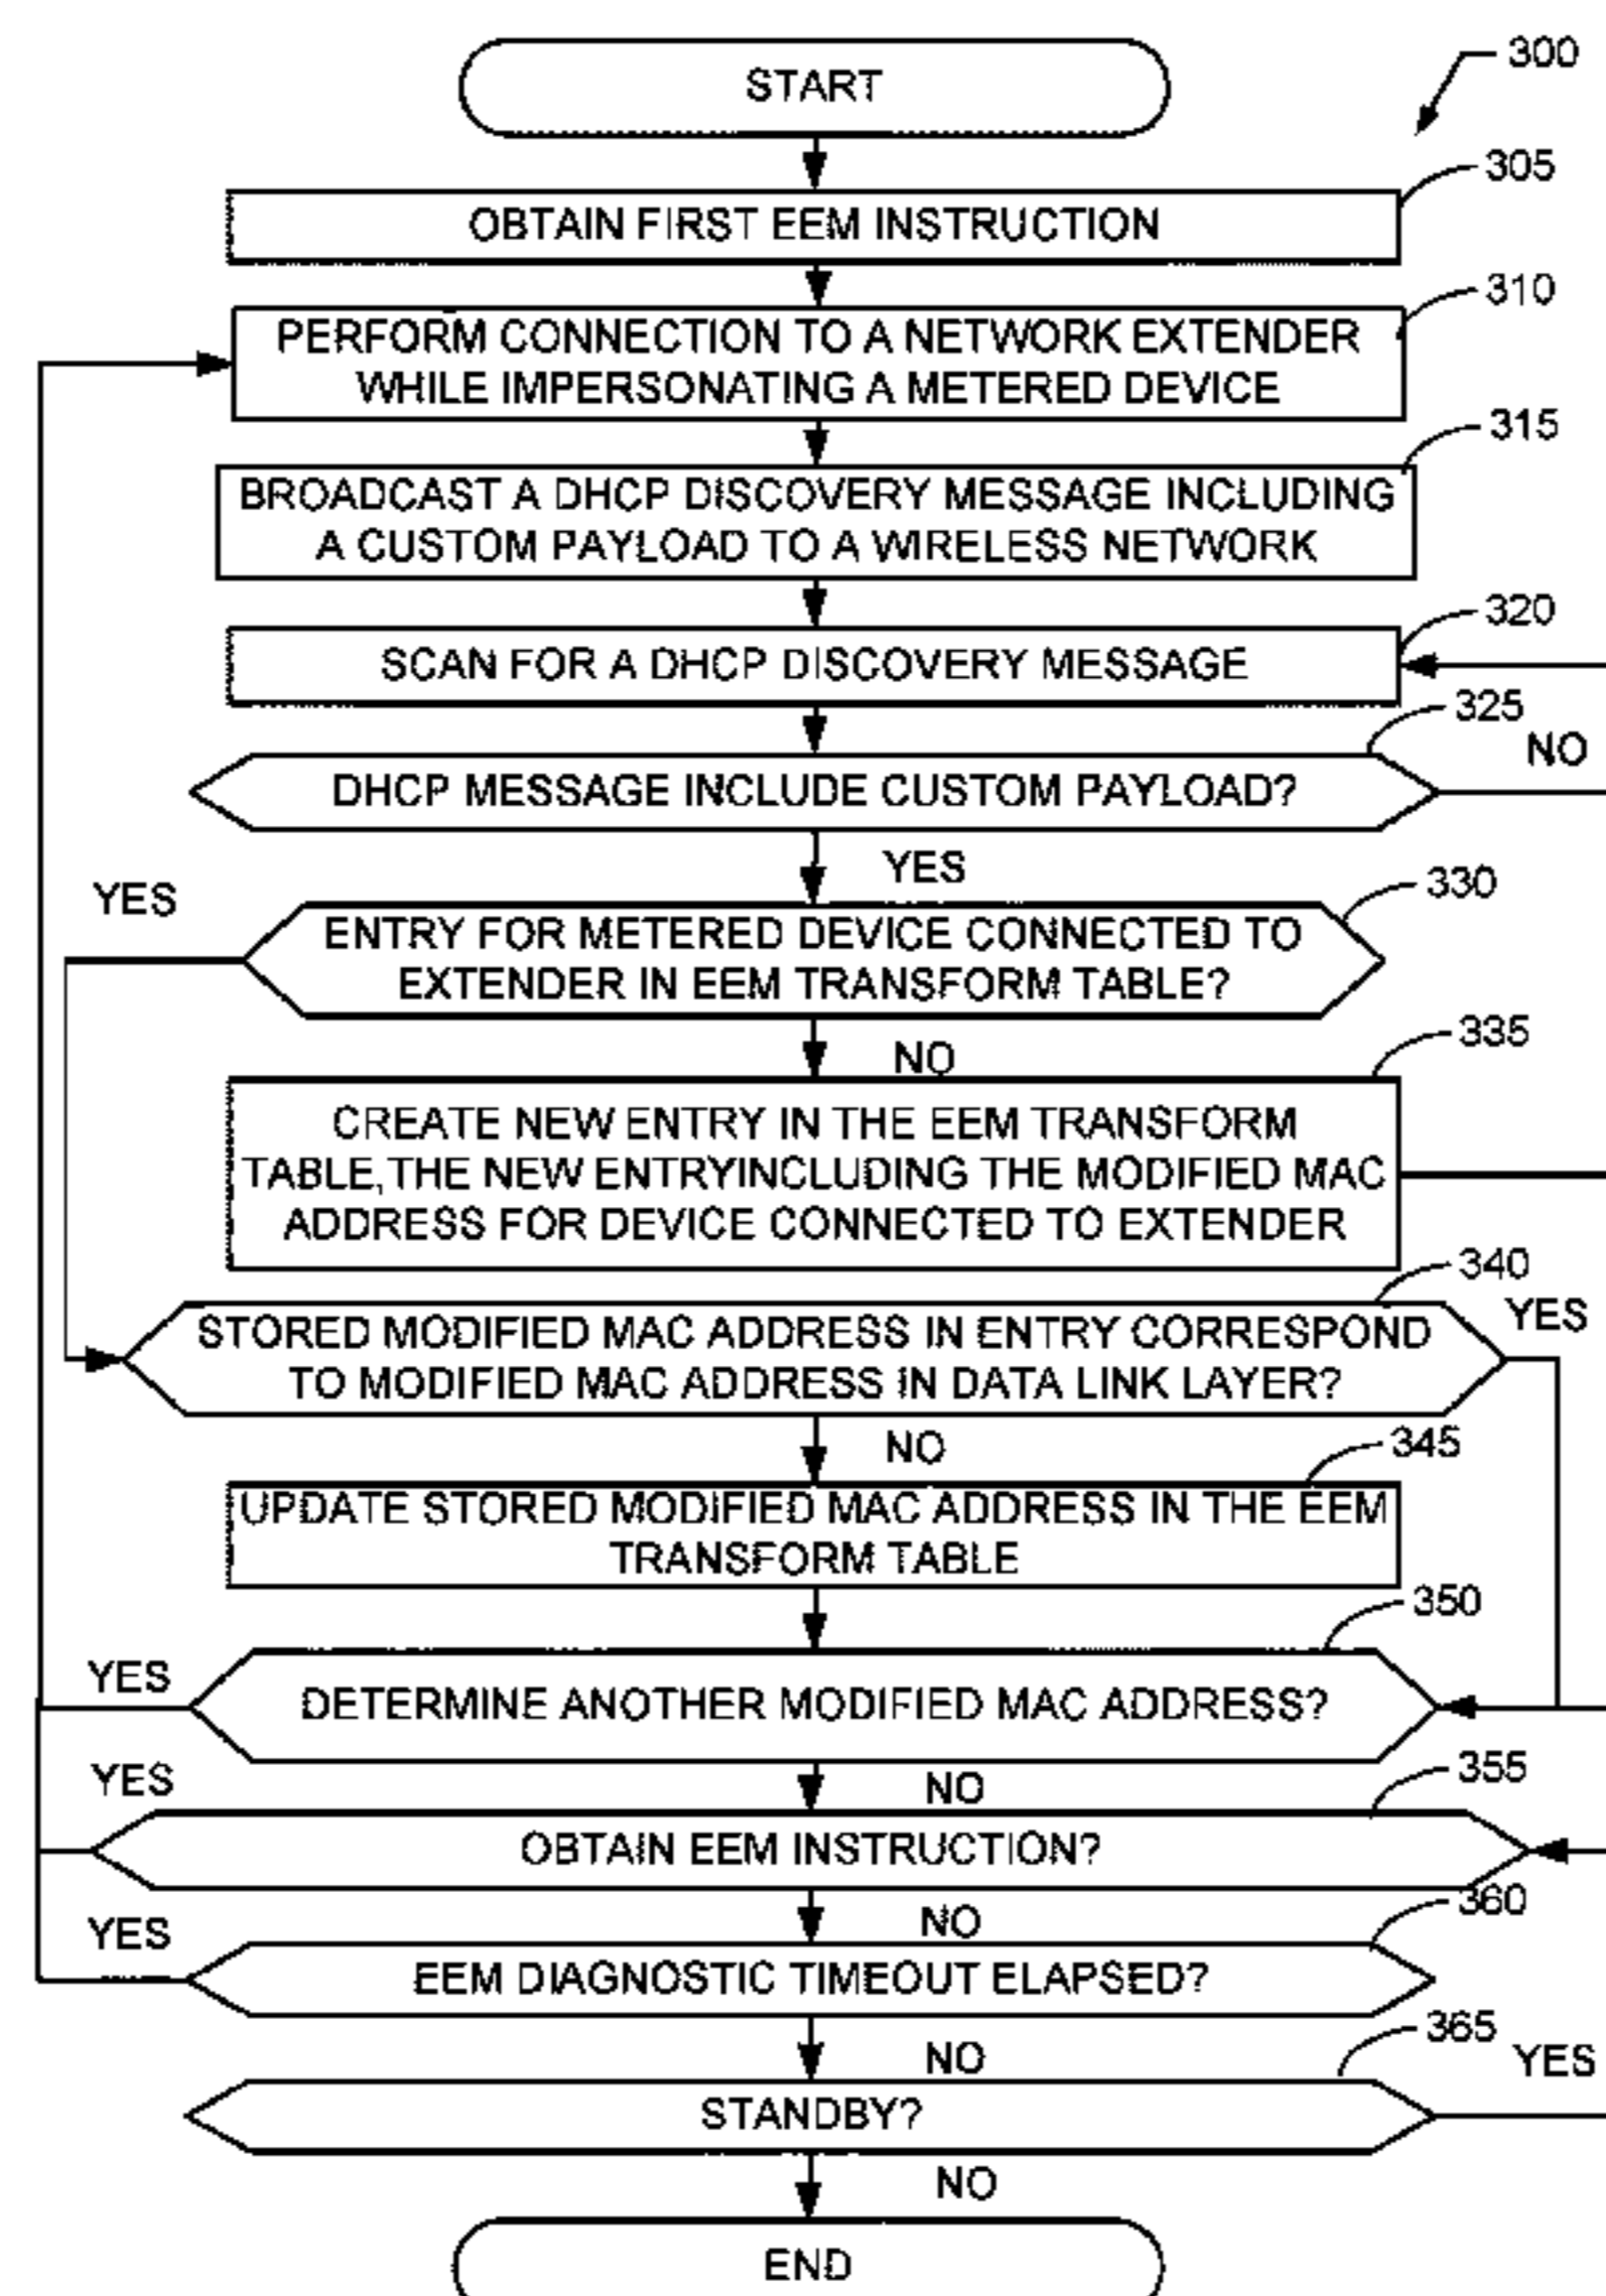 START
300
305
OBTAIN FIRST EEM INSTRUCTION
310
PERFORM CONNECTION TO A NETWORK EXTENDER
WHILE IMPERSONATING A METERED DEVICE
315
BROADCAST A DHCP DISCOVERY MESSAGE INCLUDING
A CUSTOM PAYLOAD TO A WIRELESS NETWORK
320
SCAN FOR A DHCP DISCOVERY MESSAGE
325
NO
DHCP MESSAGE INCLUDE CUSTOM PAYLOAD?
YES
YES
330
ENTRY FOR METERED DEVICE CONNECTED TO
EXTENDER IN EEM TRANSFORM TABLE?
NO
335
CREATE NEW ENTRY IN THE EEM TRANSFORM
TABLE, THE NEW ENTRYINCLUDING THE MODIFIED MAC
ADDRESS FOR DEVICE CONNECTED TO EXTENDER
340
YES
STORED MODIFIED MAC ADDRESS IN ENTRY CORRESPOND
TO MODIFIED MAC ADDRESS IN DATA LINK LAYER?
NO
345
UPDATE STORED MODIFIED MAC ADDRESS IN THE EEM
TRANSFORM TABLE
350
YES
DETERMINE ANOTHER MODIFIED MAC ADDRESS?
YES
NO
355
OBTAIN EEM INSTRUCTION?
YES
NO
360
EEM DIAGNOSTIC TIMEOUT ELAPSED?
NO
365
YES
STANDBY?
NO
END